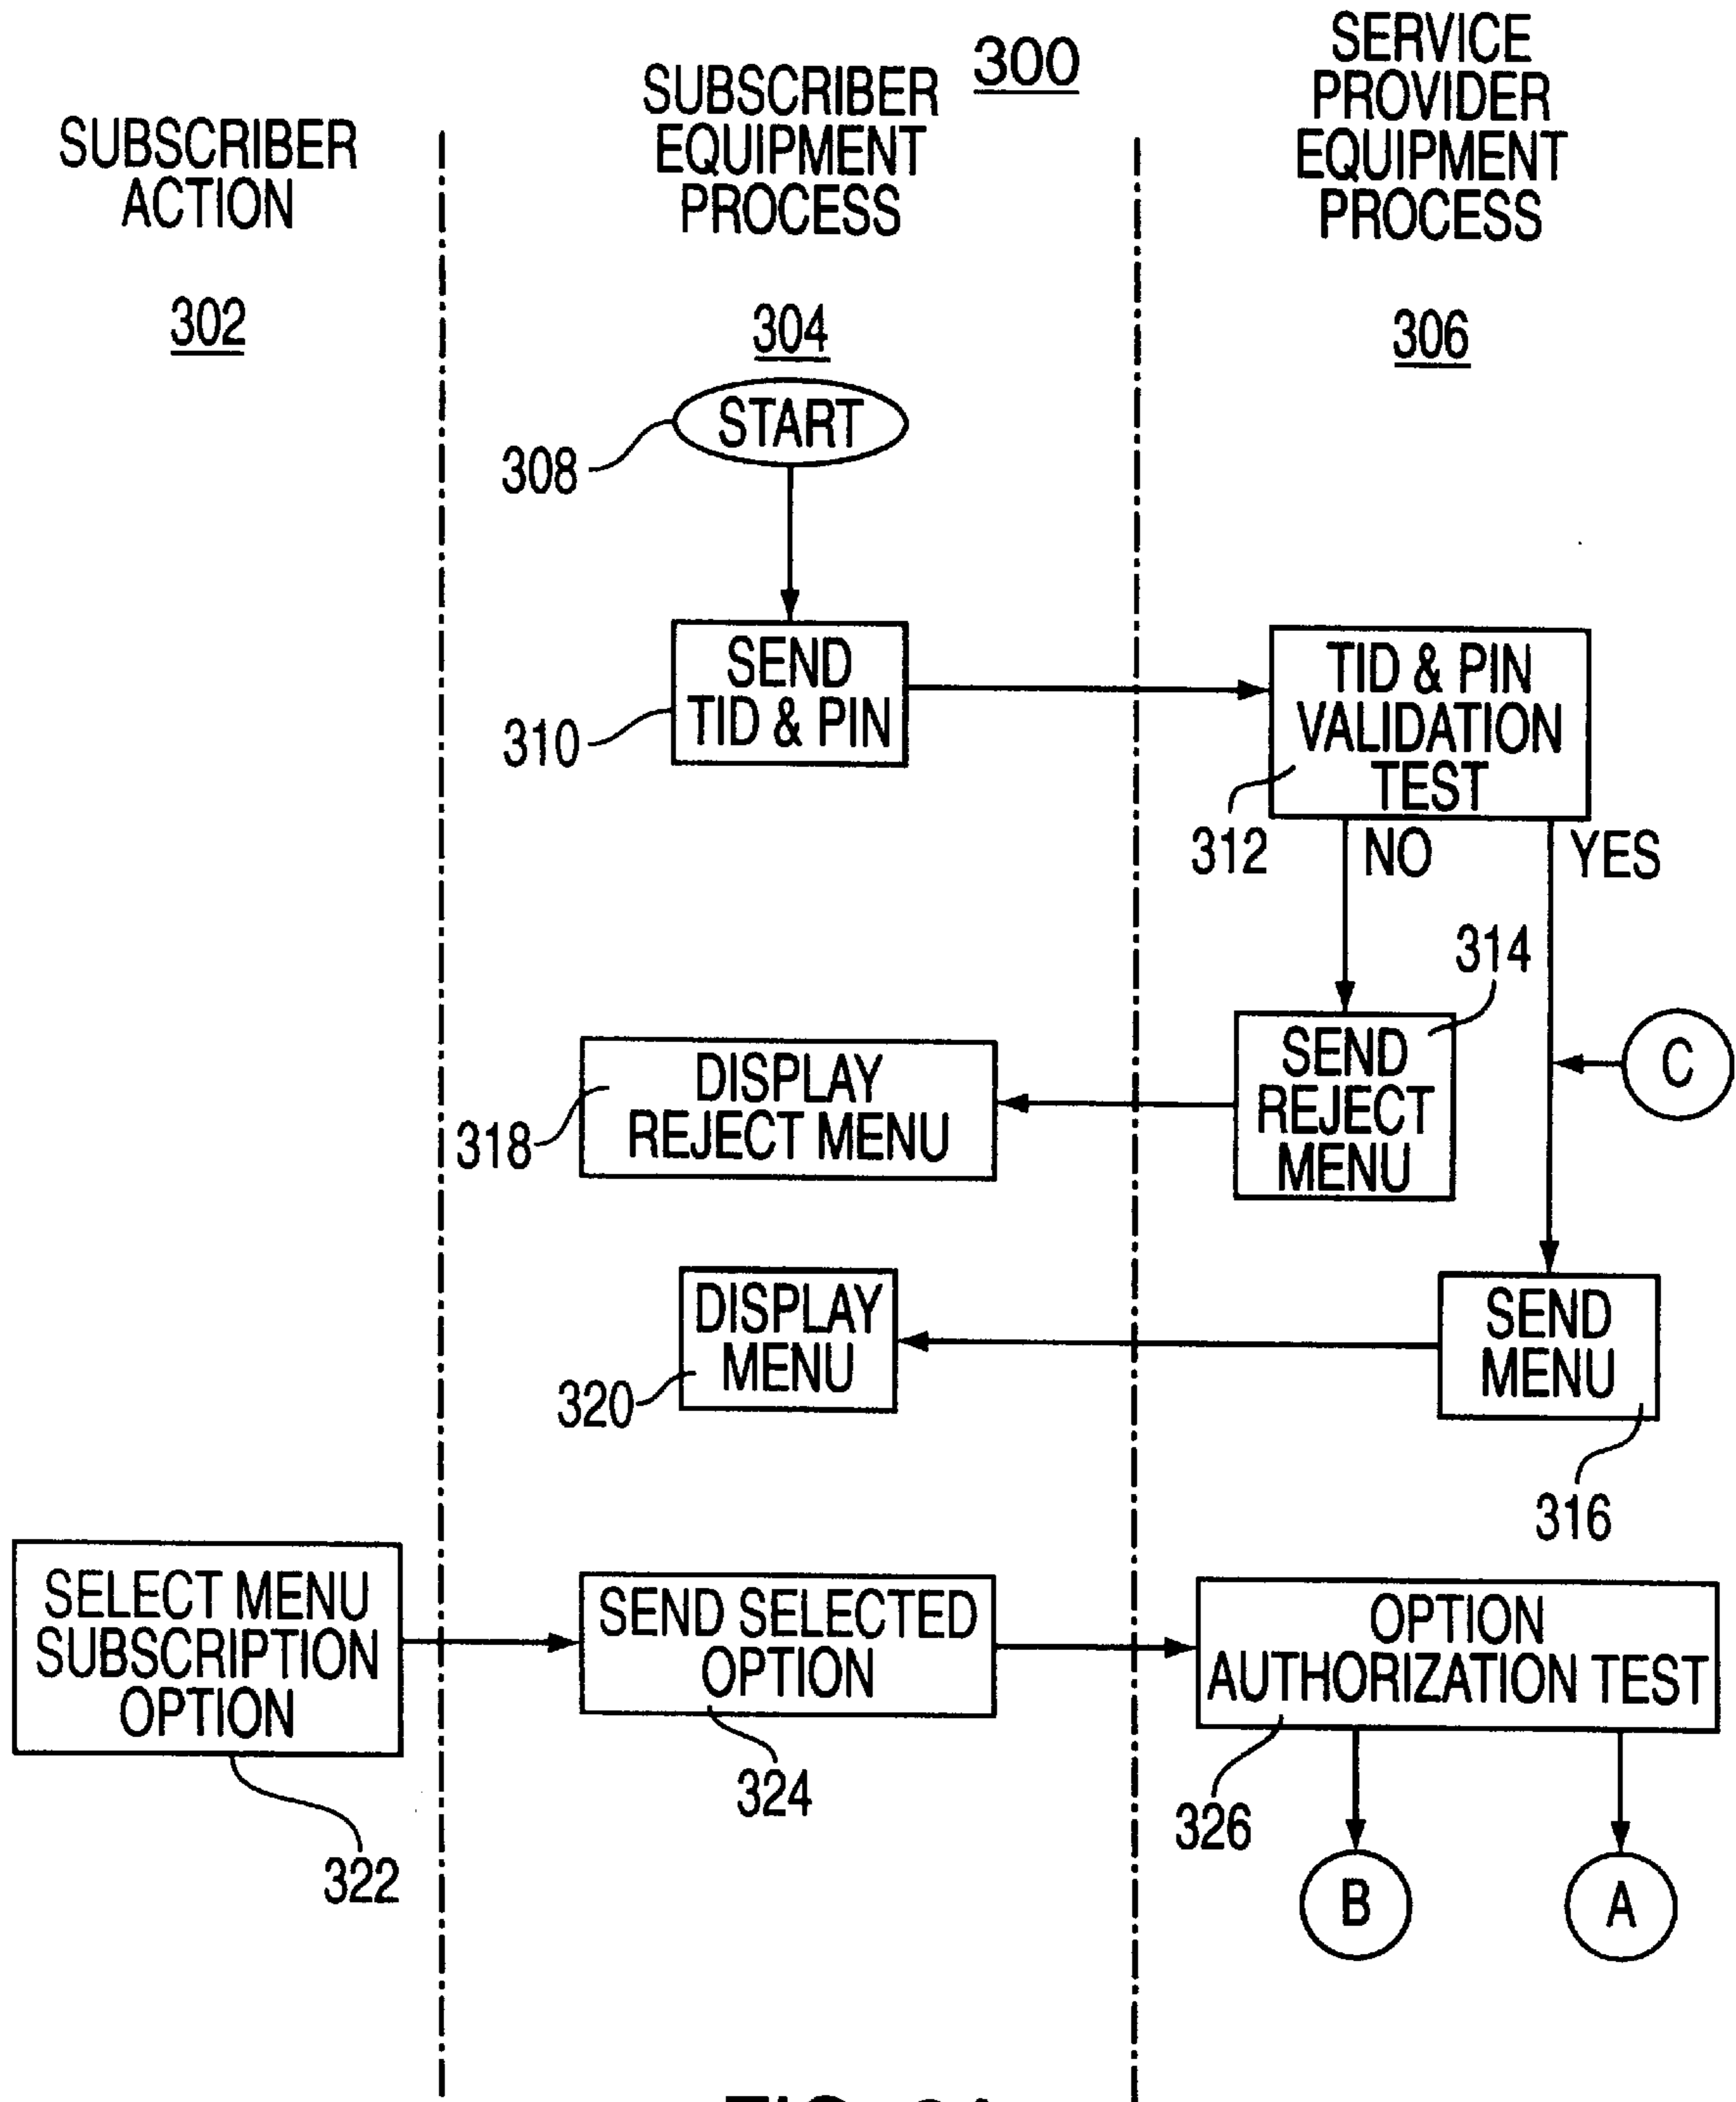 300
SUBSCRIBER
ACTION
302
SUBSCRIBER
EQUIPMENT
PROCESS
304
SERVICE
PROVIDER
EQUIPMENT
PROCESS
306
START
308
SEND
TID & PIN
310
TID & PIN
VALIDATION
TEST
312
NO
YES
314
SEND
REJECT
MENU
C
DISPLAY
REJECT MENU
318
DISPLAY
MENU
320
SEND
MENU
316
SELECT MENU
SUBSCRIPTION
OPTION
322
SEND SELECTED
OPTION
324
OPTION
AUTHORIZATION TEST
326
B
A